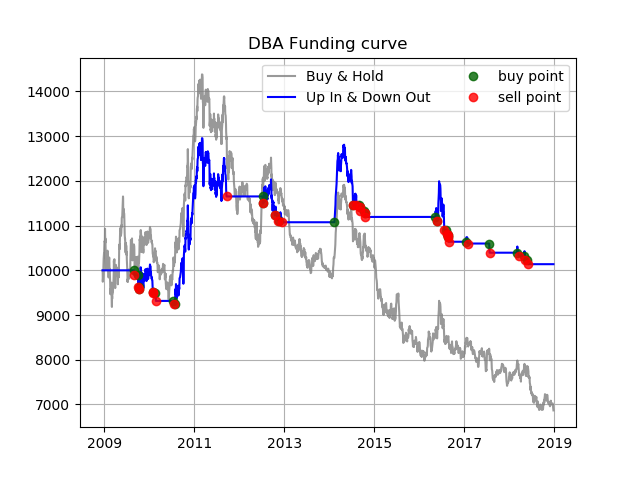 DBA Funding curve
Buy & Hold
Up In & Down Out
buy point
sell point
14000
13000
12000
11000
10000
9000
8000
7000
2009 2011 2013 2015 2017 2019